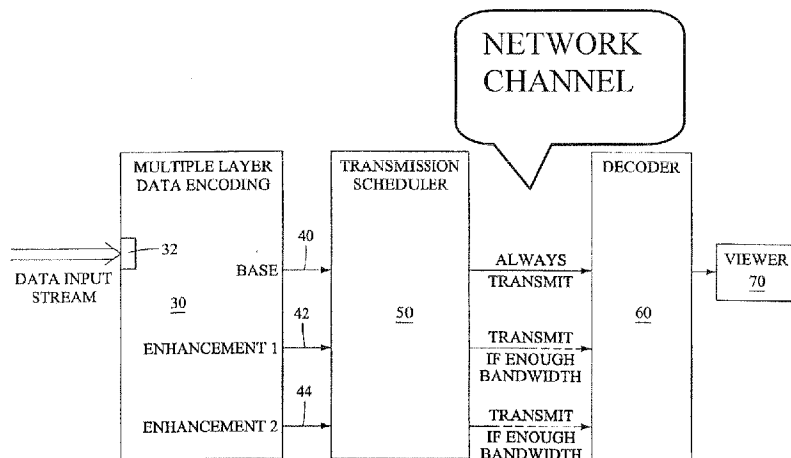 NETWORK
CHANNEL
MULTIPLE LAYER
DATA ENCODING
TRANSMISSION
SCHEDULER
DECODER
32
40
DATA INPUT
STREAM
BASE
ALWAYS
TRANSMIT
VIEWER
70
30
42
50
60
ENHANCEMENT 1
TRANSMIT
IF ENOUGH
BANDWIDTH
44
ENHANCEMENT 2
TRANSMIT
IF ENOUGH
BANDWIDTH